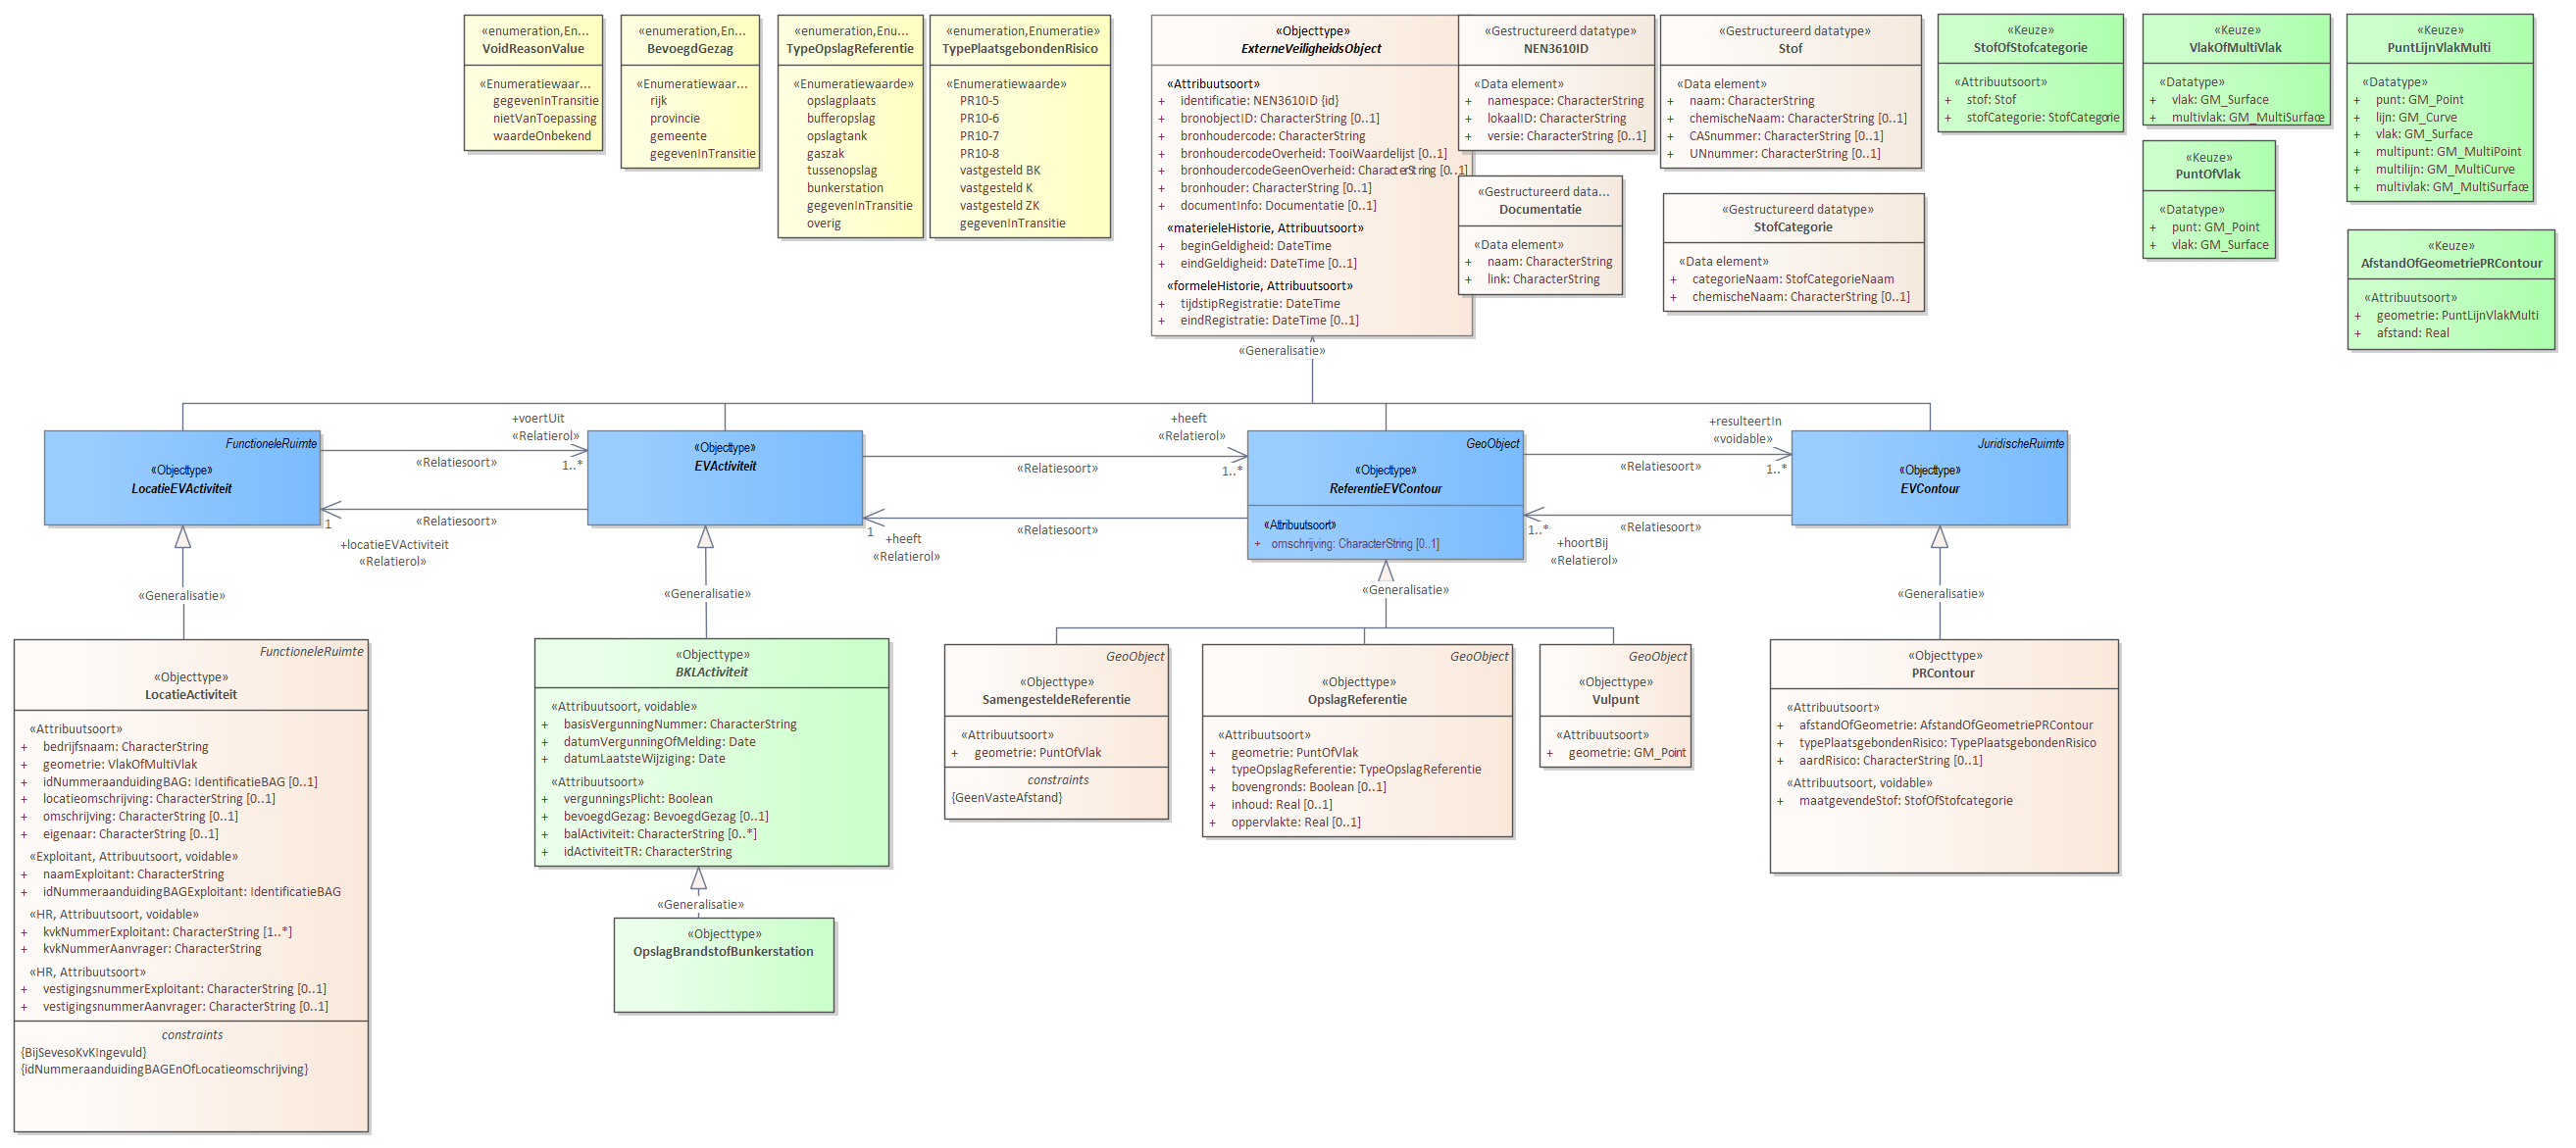 «enumeration,En...
VoidReasonValue
«Enumeratiewaar...
gegevenInTransitie
nietVanToepassing
waardeOnbekend
«enumeration,En...
BevoegdGezag
«Enumeratiewaar...
rijk
provincie
gemeente
gegevenInTransitie
«enumeration,Enu...
TypeOpslagReferentie
«Enumeratiewaarde»
opslagplaats
bufferopslag
opslagtank
gaszak
tussenopslag
bunkerstation
gegevenInTransitie
overig
«enumeration,Enumeratie»
TypePlaatsgebondenRisico
«Enumeratiewaarde»
PR10-5
PR10-6
PR10-7
PR10-8
vastgesteld BK
vastgesteld K
vastgesteld ZK
gegevenInTransitie
«Objecttype»
ExterneVeiligheidsObject
«Attribuutsoort»
+ identificatie: NEN3610ID {id}
+ bronobjectID: CharacterString [0..1]
+ bronhoudercode: CharacterString
+ bronhoudercodeOverheid: TooiWaardelijst [0..1]
+ bronhoudercodeGeenOverheid: CharacterString [0..1]
+ bronhouder: CharacterString [0..1]
+ documentInfo: Documentatie [0..1]
«materieleHistorie, Attribuutsoort»
+ beginGeldigheid: DateTime
+ eindGeldigheid: DateTime [0..1]
«formeleHistorie, Attribuutsoort»
+ tijdstipRegistratie: DateTime
+ eindRegistratie: DateTime [0..1]
«Gestructureerd datatype»
NEN3610ID
«Data element»
+ namespace: CharacterString
+ lokaalID: CharacterString
+ versie: CharacterString [0..1]
«Gestructureerd data...
Documentatie
«Data element»
+ naam: CharacterString
+ link: CharacterString
«Gestructureerd datatype»
Stof
«Data element»
+ naam: CharacterString
+ chemischeNaam: CharacterString [0..1]
+ CASnummer: CharacterString [0..1]
+ UNnummer: CharacterString [0..1]
«Gestructureerd datatype»
StofCategorie
«Data element»
+ categorieNaam: StofCategorieNaam
+ chemischeNaam: CharacterString [0..1]
«Keuze»
StofOfStofcategorie
«Attribuutsoort»
+ stof: Stof
+ stofCategorie: StofCategorie
«Keuze»
VlakOfMultiVlak
«Datatype»
+ vlak: GM_Surface
+ multivlak: GM_MultiSurface
«Keuze»
PuntOfVlak
«Datatype»
+ punt: GM_Point
+ vlak: GM_Surface
«Keuze»
PuntLijnVlakMulti
«Datatype»
+ punt: GM_Point
+ lijn: GM_Curve
+ vlak: GM_Surface
+ multipunt: GM_MultiPoint
+ multilijn: GM_MultiCurve
+ multivlak: GM_MultiSurface
«Keuze»
AfstandOfGeometriePRContour
«Attribuutsoort»
+ geometrie: PuntLijnVlakMulti
+ afstand: Real
«Generalisatie»
FunctioneleRuimte
«Objecttype»
LocatieEVActiviteit
+voertUit
«Relatierol»
1..*
«Relatiesoort»
«Relatiesoort»
1
+locatieEVActiviteit
«Relatierol»
«Objecttype»
EVActiviteit
+heeft
«Relatierol»
1..*
«Relatiesoort»
«Relatiesoort»
1
+heeft
«Relatierol»
GeoObject
«Objecttype»
ReferentieEVContour
«Attribuutsoort»
+ omschrijving: CharacterString [0..1]
+resulteertIn
«voidable»
1..*
«Relatiesoort»
«Relatiesoort»
1..*
+hoortBij
«Relatierol»
JuridischeRuimte
«Objecttype»
EVContour
«Generalisatie»
«Generalisatie»
«Generalisatie»
«Generalisatie»
FunctioneleRuimte
«Objecttype»
LocatieActiviteit
«Attribuutsoort»
+ bedrijfsnaam: CharacterString
+ geometrie: VlakOfMultiVlak
+ idNummeraanduidingBAG: IdentificatieBAG [0..1]
+ locatieomschrijving: CharacterString [0..1]
+ omschrijving: CharacterString [0..1]
+ eigenaar: CharacterString [0..1]
«Exploitant, Attribuutsoort, voidable»
+ naamExploitant: CharacterString
+ idNummeraanduidingBAGExploitant: IdentificatieBAG
«HR, Attribuutsoort, voidable»
+ kvkNummerExploitant: CharacterString [1..*]
+ kvkNummerAanvrager: CharacterString
«HR, Attribuutsoort»
+ vestigingsnummerExploitant: CharacterString [0..1]
+ vestigingsnummerAanvrager: CharacterString [0..1]
constraints
{BijSevesoKvKIngevuld}
{idNummeraanduidingBAGEnOfLocatieomschrijving}
«Objecttype»
BKLActiviteit
«Attribuutsoort, voidable»
+ basisVergunningNummer: CharacterString
+ datumVergunningOfMelding: Date
+ datumLaatsteWijziging: Date
«Attribuutsoort»
+ vergunningsPlicht: Boolean
+ bevoegdGezag: BevoegdGezag [0..1]
+ balActiviteit: CharacterString [0..*]
+ idActiviteitTR: CharacterString
«Generalisatie»
«Objecttype»
OpslagBrandstofBunkerstation
GeoObject
«Objecttype»
SamengesteldeReferentie
«Attribuutsoort»
+ geometrie: PuntOfVlak
constraints
{GeenVasteAfstand}
GeoObject
«Objecttype»
OpslagReferentie
«Attribuutsoort»
+ geometrie: PuntOfVlak
+ typeOpslagReferentie: TypeOpslagReferentie
+ bovengronds: Boolean [0..1]
+ inhoud: Real [0..1]
+ oppervlakte: Real [0..1]
GeoObject
«Objecttype»
Vulpunt
«Attribuutsoort»
+ geometrie: GM_Point
«Objecttype»
PRContour
«Attribuutsoort»
+ afstandOfGeometrie: AfstandOfGeometriePRContour
+ typePlaatsgebondenRisico: TypePlaatsgebondenRisico
+ aardRisico: CharacterString [0..1]
«Attribuutsoort, voidable»
+ maatgevendeStof: StofOfStofcategorie